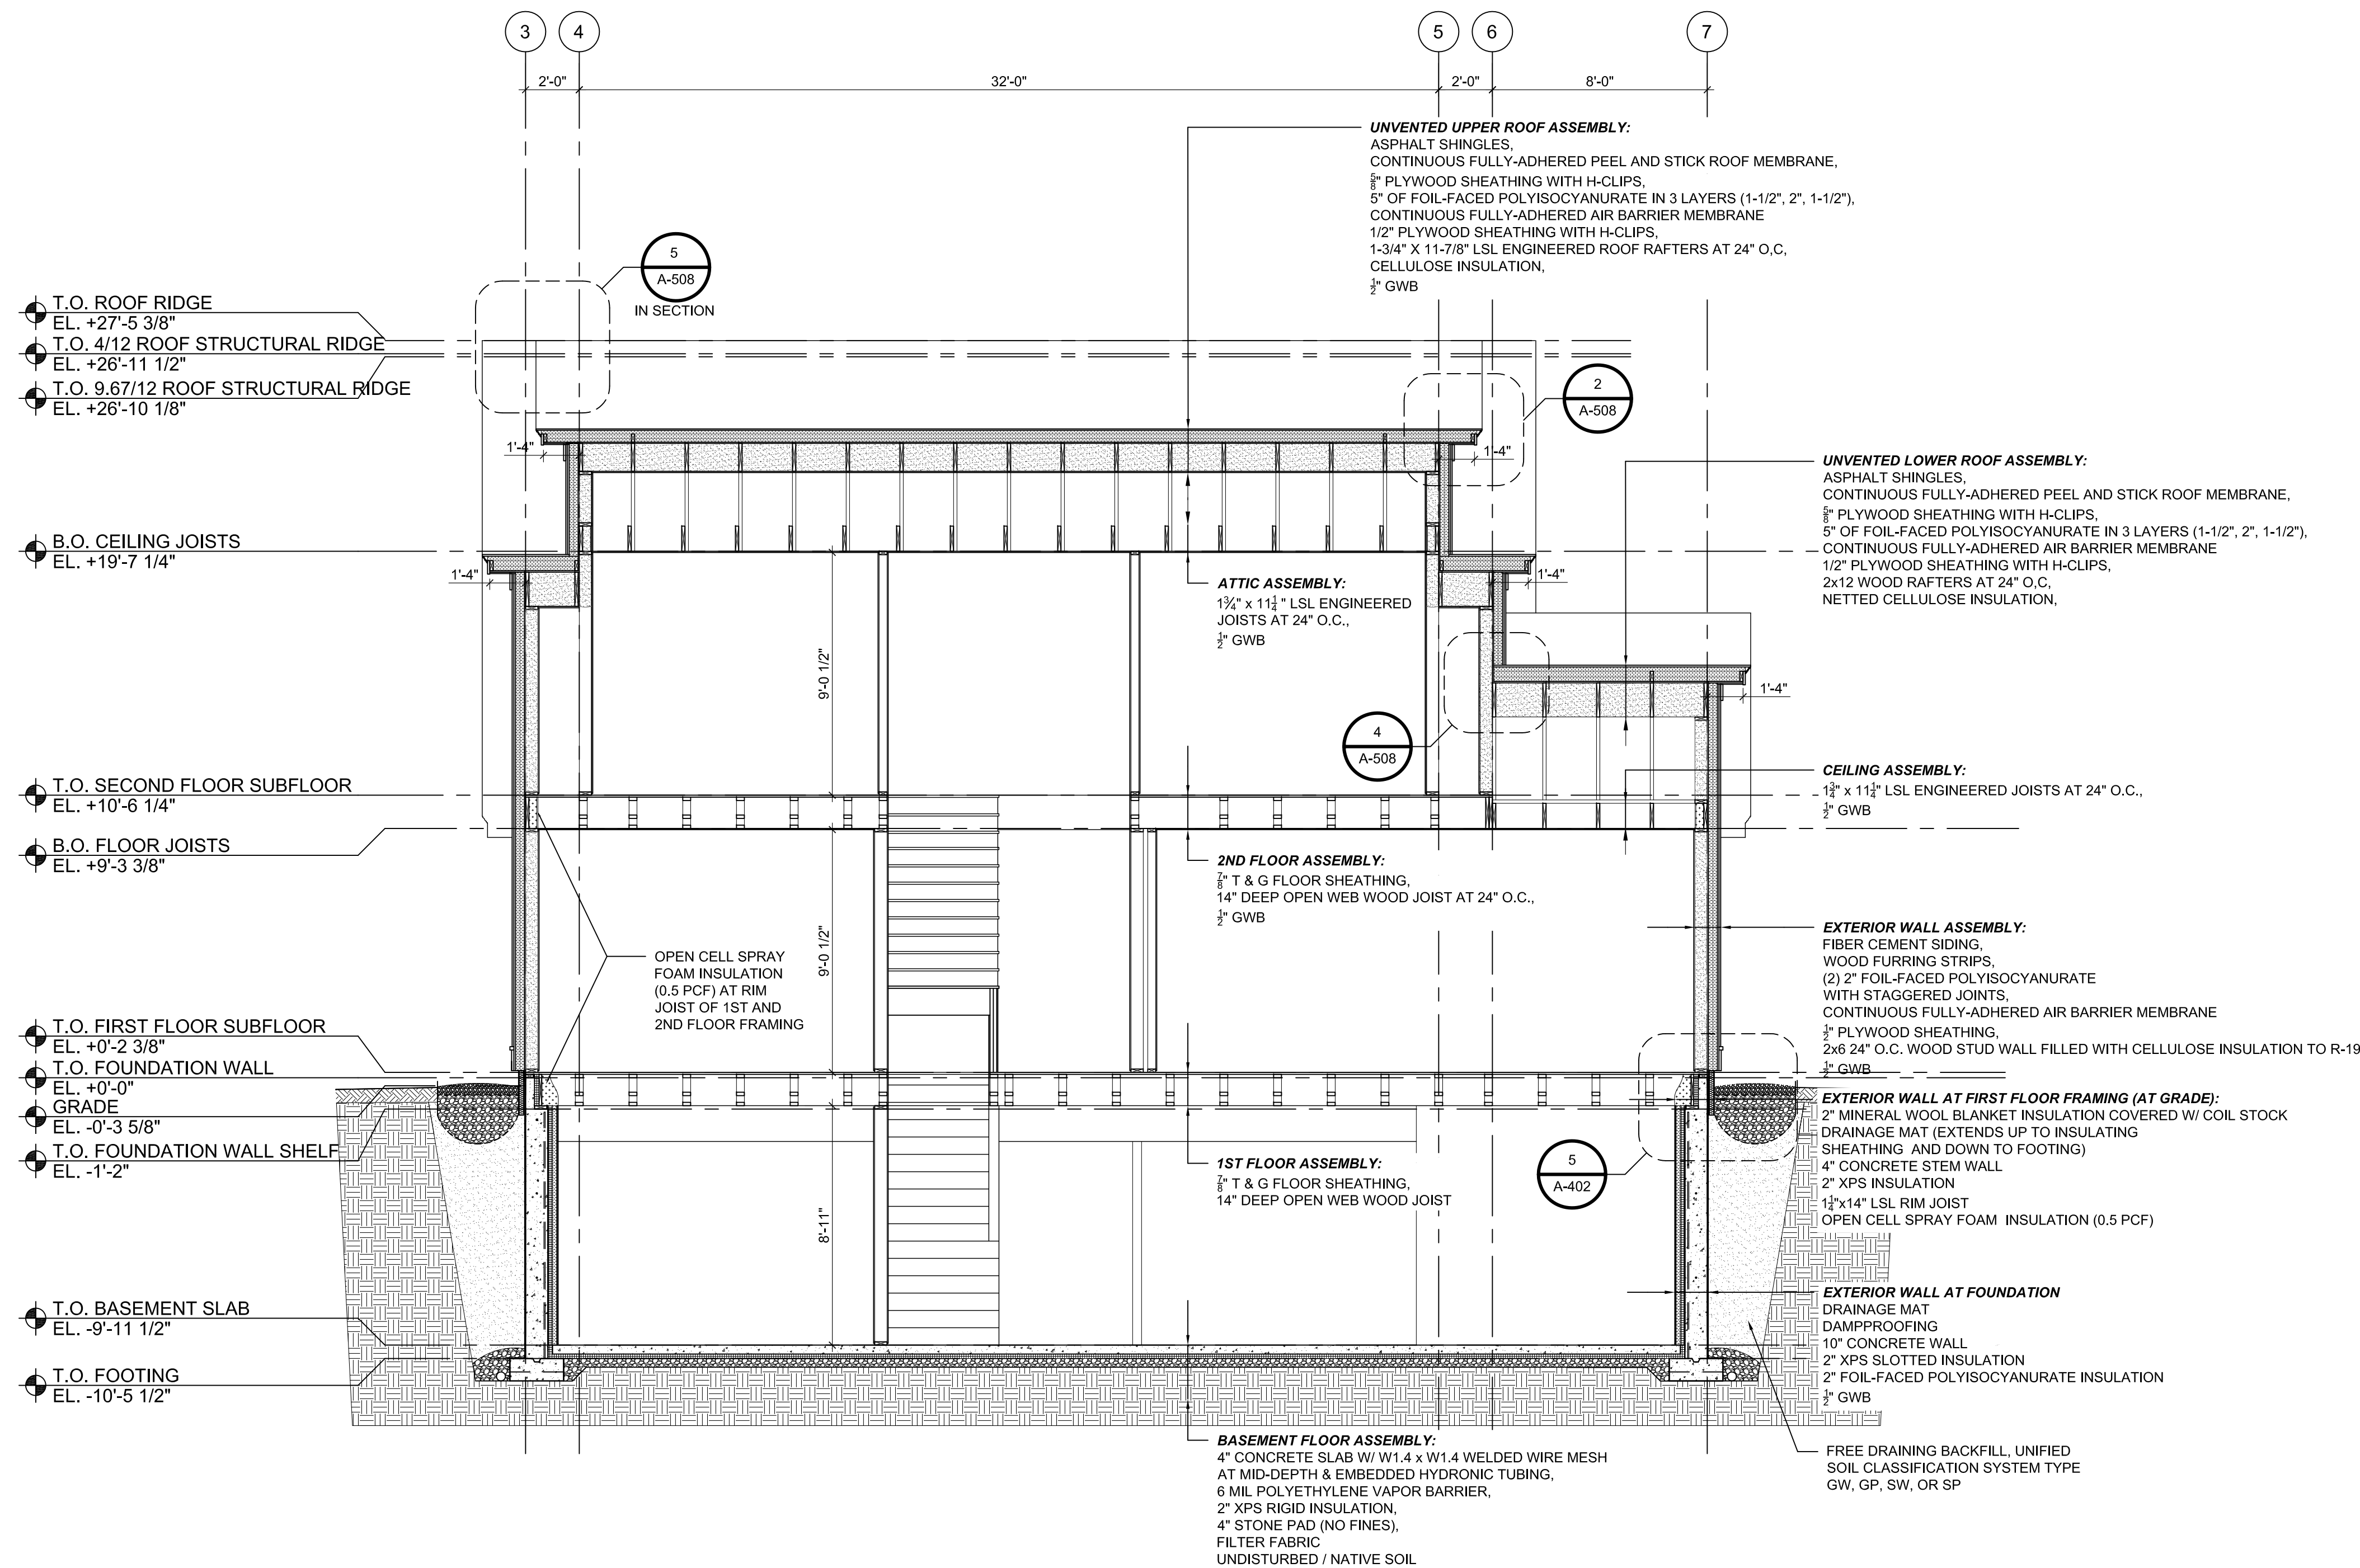 3 4 5 6 7
2'-0" 32'-0" 2'-0" 8'-0"
UNVENTED UPPER ROOF ASSEMBLY:
ASPHALT SHINGLES,
CONTINUOUS FULLY-ADHERED PEEL AND STICK ROOF MEMBRANE,
5/8" PLYWOOD SHEATHING WITH H-CLIPS,
5" OF FOIL-FACED POLYISOCYANURATE IN 3 LAYERS (1-1/2", 2", 1-1/2"),
CONTINUOUS FULLY-ADHERED AIR BARRIER MEMBRANE
1/2" PLYWOOD SHEATHING WITH H-CLIPS,
1-3/4" X 11-7/8" LSL ENGINEERED ROOF RAFTERS AT 24" O,C,
CELLULOSE INSULATION,
1/2" GWB
5
A-508
IN SECTION
T.O. ROOF RIDGE
EL. +27'-5 3/8"
T.O. 4/12 ROOF STRUCTURAL RIDGE
EL. +26'-11 1/2"
T.O. 9.67/12 ROOF STRUCTURAL RIDGE
EL. +26'-10 1/8"
2
A-508
1'-4"
1'-4"
UNVENTED LOWER ROOF ASSEMBLY:
ASPHALT SHINGLES,
CONTINUOUS FULLY-ADHERED PEEL AND STICK ROOF MEMBRANE,
5/8" PLYWOOD SHEATHING WITH H-CLIPS,
5" OF FOIL-FACED POLYISOCYANURATE IN 3 LAYERS (1-1/2", 2", 1-1/2"),
CONTINUOUS FULLY-ADHERED AIR BARRIER MEMBRANE
1/2" PLYWOOD SHEATHING WITH H-CLIPS,
2x12 WOOD RAFTERS AT 24" O,C,
NETTED CELLULOSE INSULATION,
B.O. CEILING JOISTS
EL. +19'-7 1/4"
1'-4"
1'-4"
ATTIC ASSEMBLY:
1 3/4" x 11 1/4 " LSL ENGINEERED
JOISTS AT 24" O.C.,
1/2" GWB
9'-0 1/2"
1'-4"
4
A-508
T.O. SECOND FLOOR SUBFLOOR
EL. +10'-6 1/4"
CEILING ASSEMBLY:
1 3/4" x 11 1/4" LSL ENGINEERED JOISTS AT 24" O.C.,
1/2" GWB
B.O. FLOOR JOISTS
EL. +9'-3 3/8"
2ND FLOOR ASSEMBLY:
7/8" T & G FLOOR SHEATHING,
14" DEEP OPEN WEB WOOD JOIST AT 24" O.C.,
1/2" GWB
OPEN CELL SPRAY
FOAM INSULATION
(0.5 PCF) AT RIM
JOIST OF 1ST AND
2ND FLOOR FRAMING
9'-0 1/2"
EXTERIOR WALL ASSEMBLY:
FIBER CEMENT SIDING,
WOOD FURRING STRIPS,
(2) 2" FOIL-FACED POLYISOCYANURATE
WITH STAGGERED JOINTS,
CONTINUOUS FULLY-ADHERED AIR BARRIER MEMBRANE
1/2" PLYWOOD SHEATHING,
2x6 24" O.C. WOOD STUD WALL FILLED WITH CELLULOSE INSULATION TO R-19
1/2" GWB
T.O. FIRST FLOOR SUBFLOOR
EL. +0'-2 3/8"
T.O. FOUNDATION WALL
EL. +0'-0"
GRADE
EL. -0'-3 5/8"
T.O. FOUNDATION WALL SHELF
EL. -1'-2"
EXTERIOR WALL AT FIRST FLOOR FRAMING (AT GRADE):
2" MINERAL WOOL BLANKET INSULATION COVERED W/ COIL STOCK
DRAINAGE MAT (EXTENDS UP TO INSULATING
SHEATHING AND DOWN TO FOOTING)
4" CONCRETE STEM WALL
2" XPS INSULATION
1 1/4"x14" LSL RIM JOIST
OPEN CELL SPRAY FOAM INSULATION (0.5 PCF)
1ST FLOOR ASSEMBLY:
7/8" T & G FLOOR SHEATHING,
14" DEEP OPEN WEB WOOD JOIST
5
A-402
8'-11"
T.O. BASEMENT SLAB
EL. -9'-11 1/2"
T.O. FOOTING
EL. -10'-5 1/2"
EXTERIOR WALL AT FOUNDATION
DRAINAGE MAT
DAMPPROOFING
10" CONCRETE WALL
2" XPS SLOTTED INSULATION
2" FOIL-FACED POLYISOCYANURATE INSULATION
1/2" GWB
BASEMENT FLOOR ASSEMBLY:
4" CONCRETE SLAB W/ W1.4 x W1.4 WELDED WIRE MESH
AT MID-DEPTH & EMBEDDED HYDRONIC TUBING,
6 MIL POLYETHYLENE VAPOR BARRIER,
2" XPS RIGID INSULATION,
4" STONE PAD (NO FINES),
FILTER FABRIC
UNDISTURBED / NATIVE SOIL
FREE DRAINING BACKFILL, UNIFIED
SOIL CLASSIFICATION SYSTEM TYPE
GW, GP, SW, OR SP